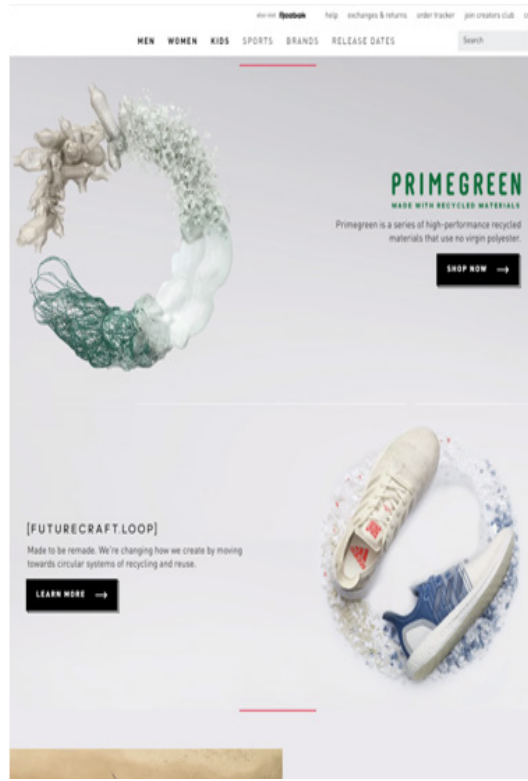 Reebok help exchanges & returns order tracker join creators club
MEN WOMEN KIDS SPORTS BRANDS RELEASE DATES Search
PRIMEGREEN
MADE WITH RECYCLED MATERIALS
Primegreen is a series of high-performance recycled
materials that use no virgin polyester.
SHOP NOW
[FUTURECRAFT.LOOP]
Made to be remade. We're changing how we create by moving
towards circular systems of recycling and reuse.
LEARN MORE